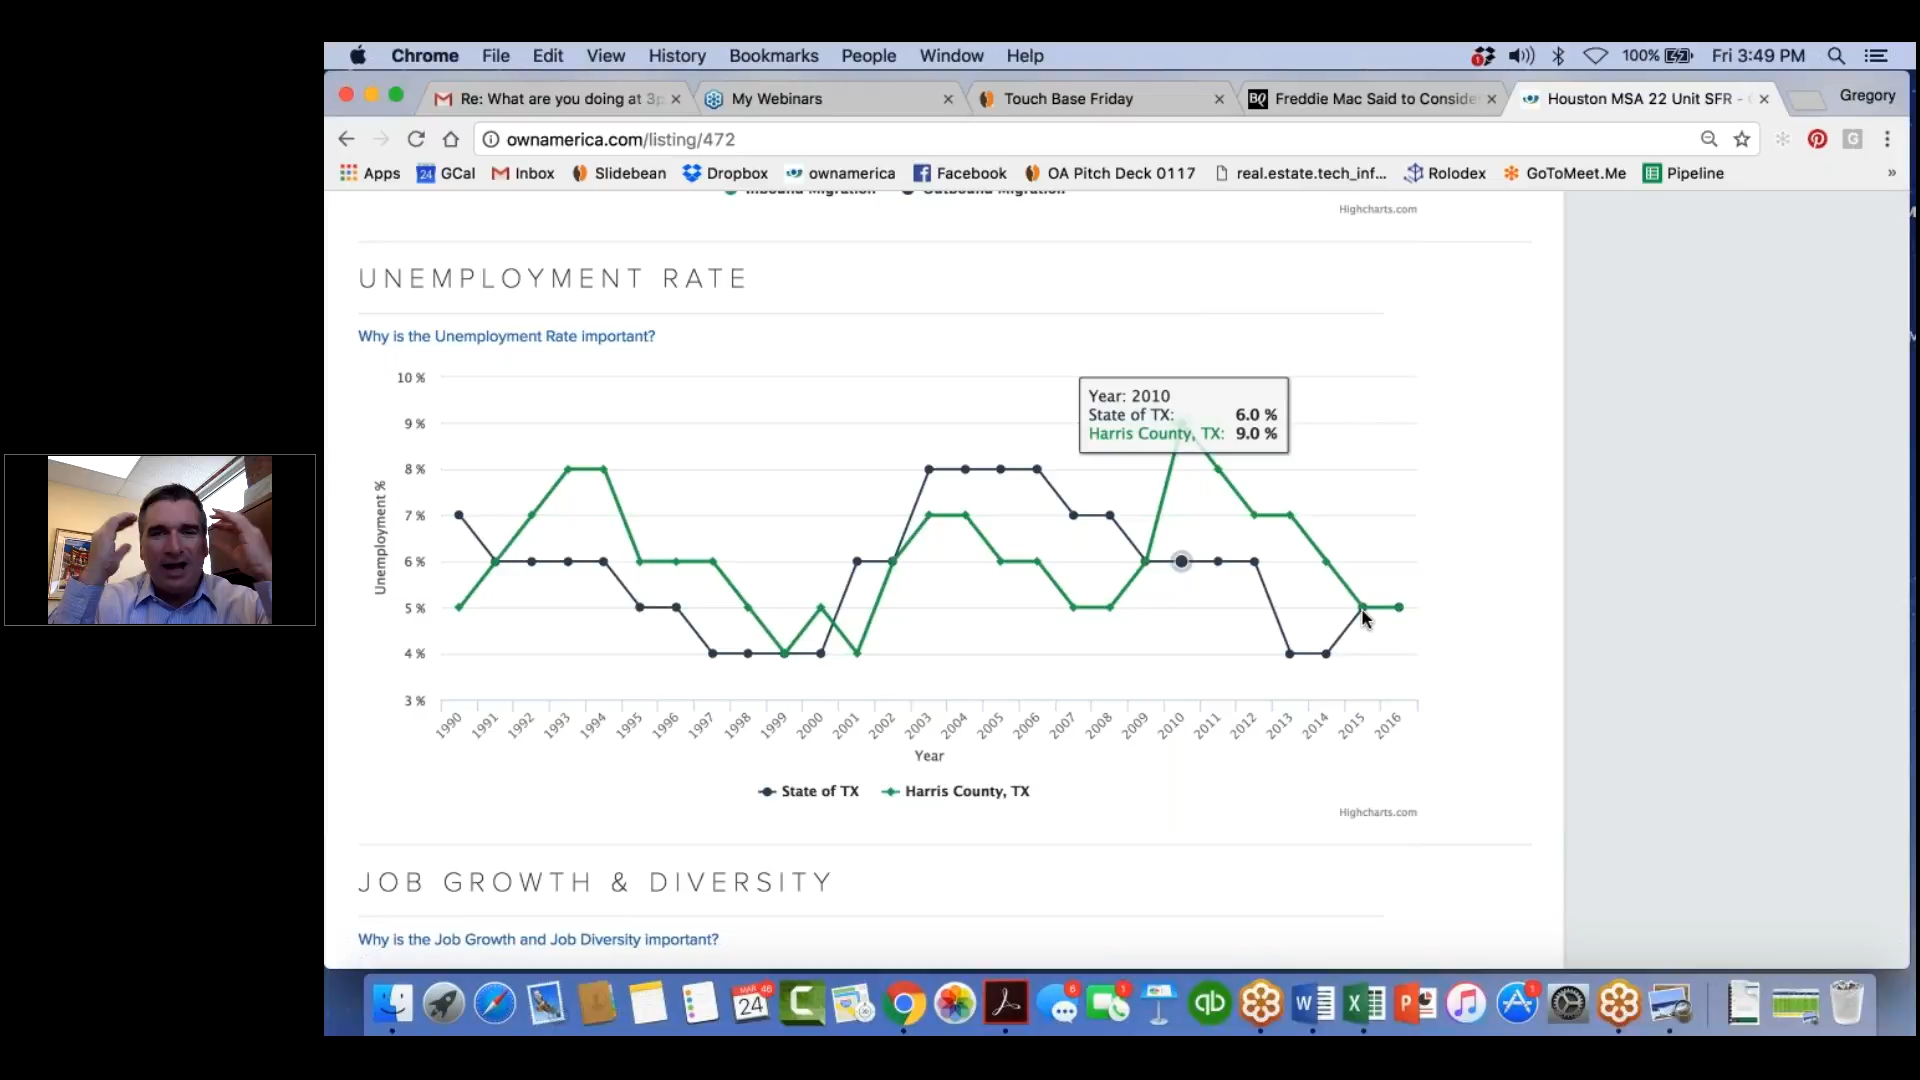 Chrome File Edit View History Bookmarks People Window Help 100% Fri 3:49 PM
Re: What are you doing at 3p My Webinars Touch Base Friday Freddie Mac Said to Conside Houston MSA 22 Unit SFR - Gregory
ownamerica.com/listing/472
Apps GCal Inbox Slidebean Dropbox ownamerica Facebook OA Pitch Deck 0117 real.estate.tech_inf... Rolodex GoToMeet.Me Pipeline »
Inbound Migration Outbound Migration
Highcharts.com
UNEMPLOYMENT RATE
Why is the Unemployment Rate important?
10 %
9 %
8 %
7 %
6 %
5 %
4 %
3 %
Unemployment %
Year: 2010
State of TX: 6.0 %
Harris County, TX: 9.0 %
1990 1991 1992 1993 1994 1995 1996 1997 1998 1999 2000 2001 2002 2003 2004 2005 2006 2007 2008 2009 2010 2011 2012 2013 2014 2015 2016
Year
State of TX Harris County, TX
Highcharts.com
JOB GROWTH & DIVERSITY
Why is the Job Growth and Job Diversity important?